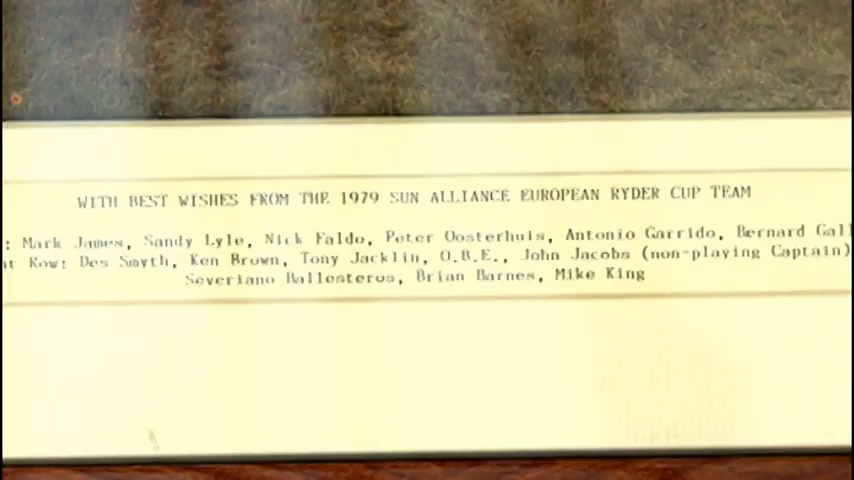 WITH BEST WISHES FROM THE 1979 SUN ALLIANCE EUROPEAN RYDER CUP TEAM
: Mark James, Sandy Lyle, Nick Faldo, Peter Oosterhuis, Antonio Garrido, Bernard Gall
nt Row: Des Smyth, Ken Brown, Tony Jacklin, O.B.E., John Jacobs (non-playing Captain)
Severiano Ballesteros, Brian Barnes, Mike King